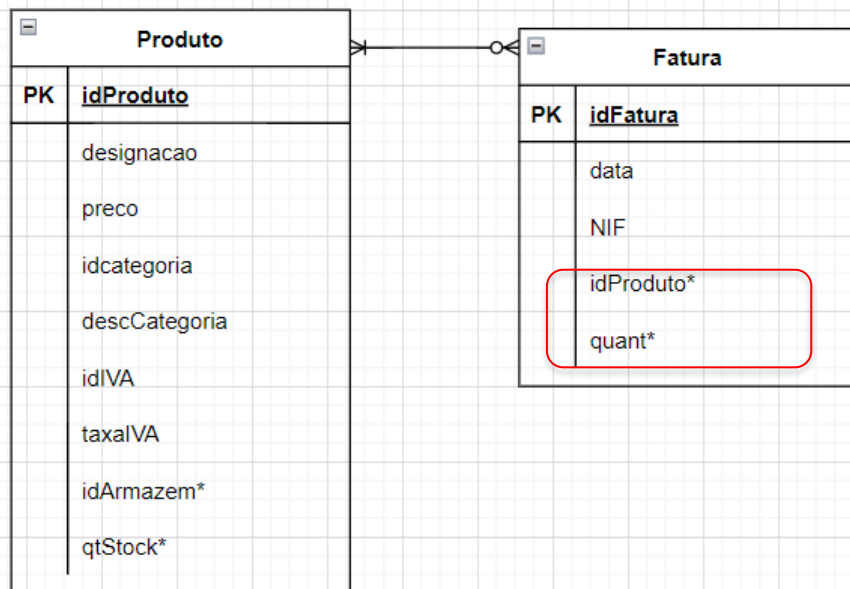 Produto
PK idProduto
designacao
preco
idcategoria
descCategoria
idIVA
taxaIVA
idArmazem*
qtStock*
Fatura
PK idFatura
data
NIF
idProduto*
quant*